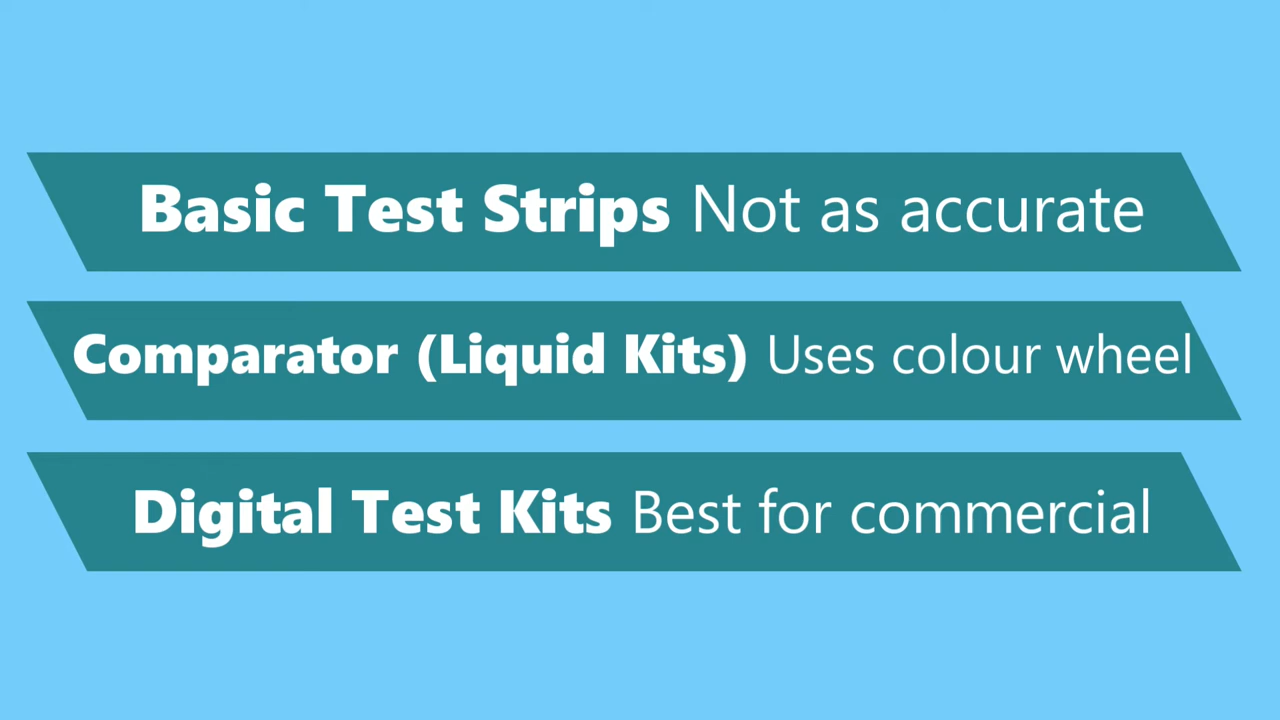 Basic Test Strips Not as accurate
Comparator (Liquid Kits) Uses colour wheel
Digital Test Kits Best for commercial